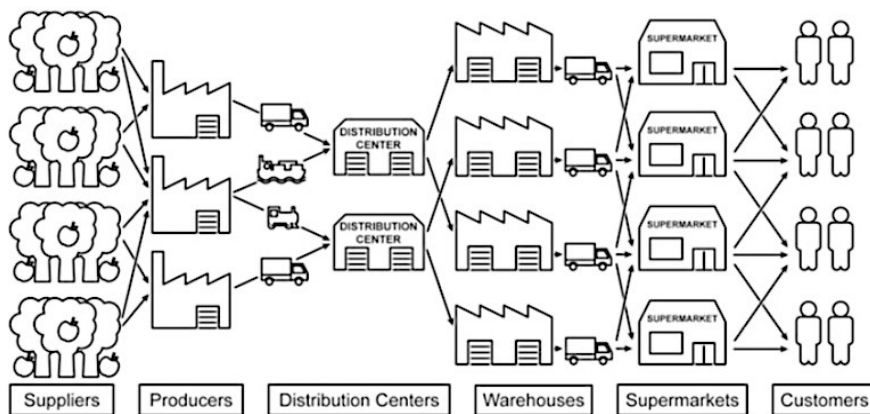 SUPERMARKET
DISTRIBUTION
CENTER
SUPERMARKET
DISTRIBUTION
CENTER
SUPERMARKET
SUPERMARKET
Suppliers
Producers
Distribution Centers
Warehouses
Supermarkets
Customers